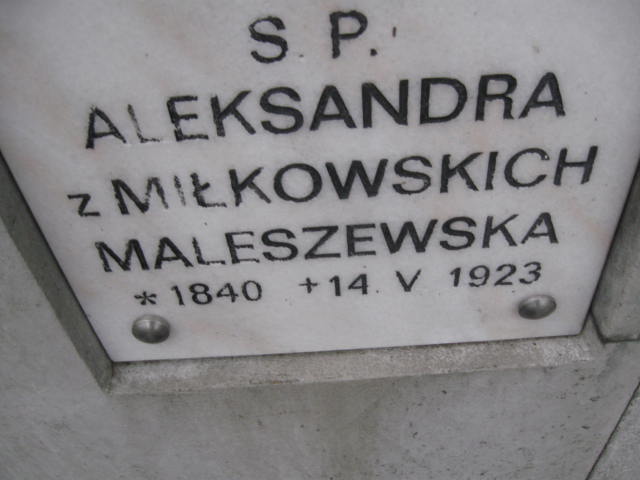 S. P.
ALEKSANDRA
z MIŁKOWSKICH
MALESZEWSKA
* 1840 + 14. V 1923